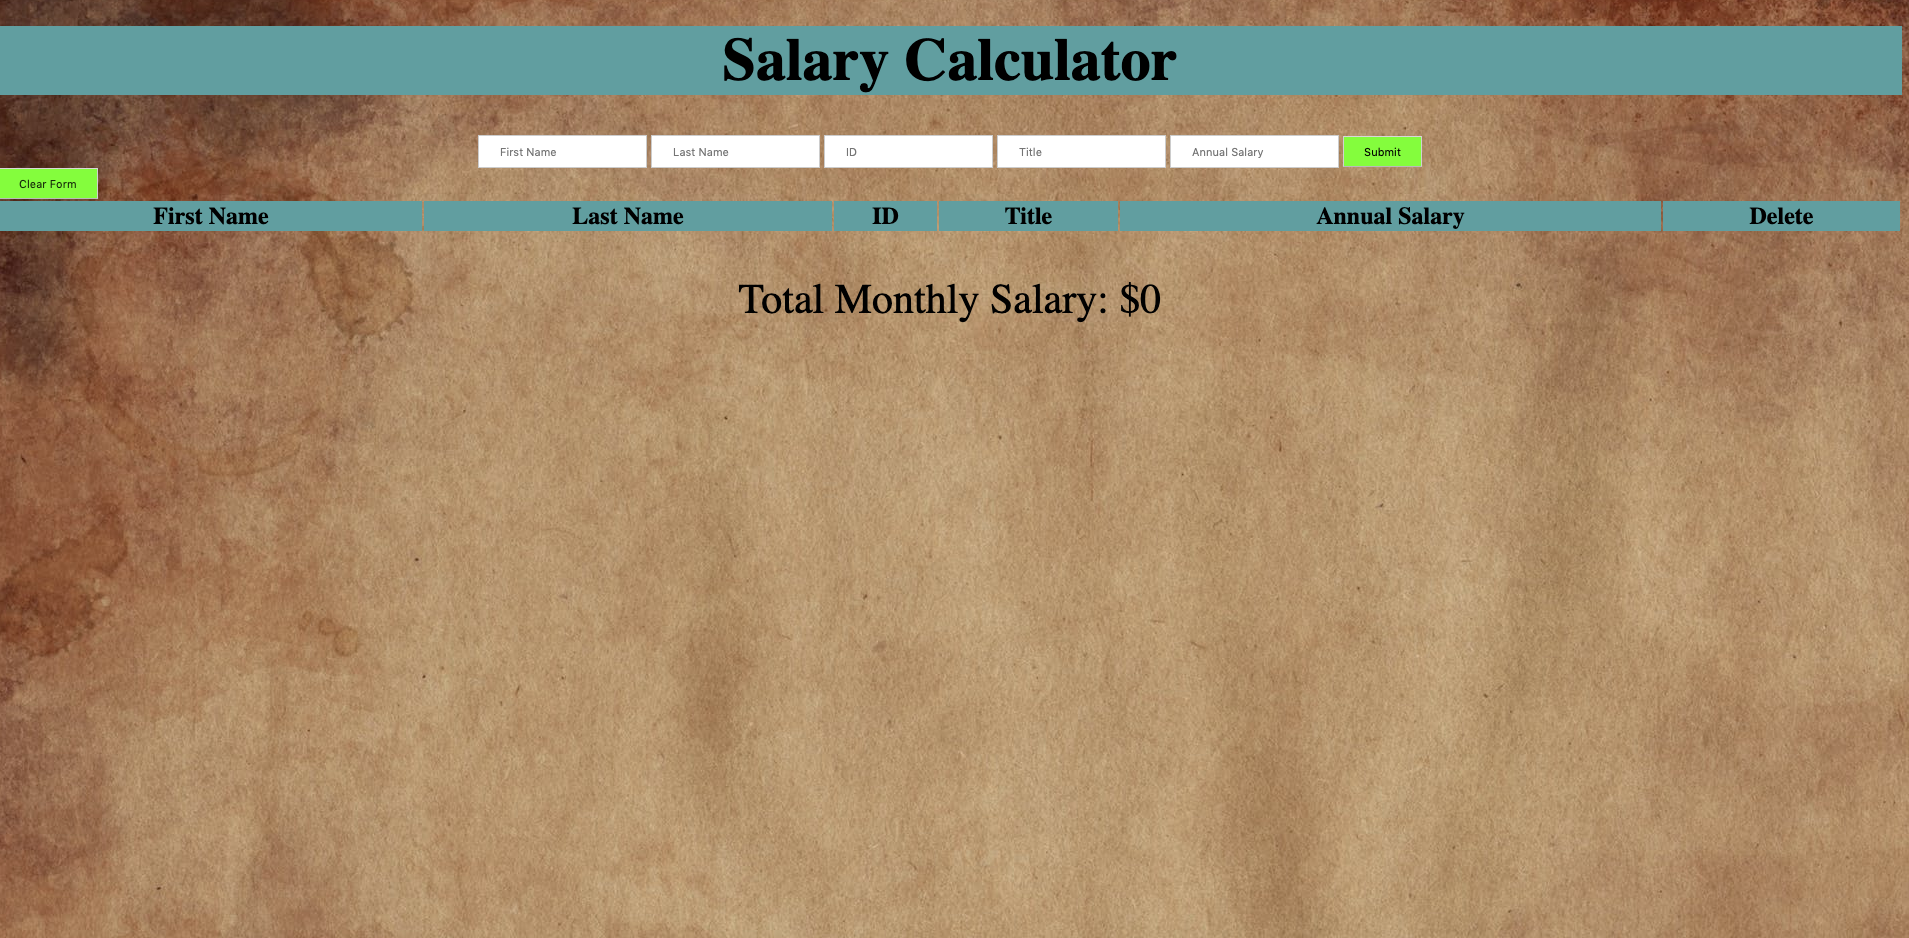 Salary Calculator
First Name Last Name ID Title Annual Salary Submit
Clear Form
First Name Last Name ID Title Annual Salary Delete
Total Monthly Salary: $0